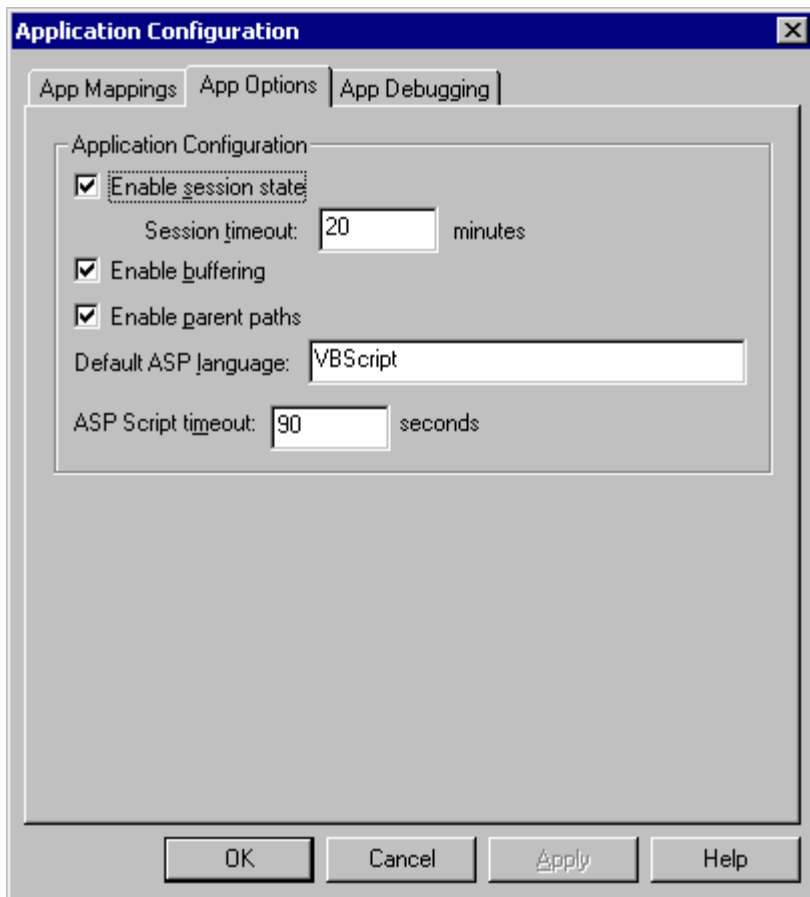 Application Configuration
App Mappings App Options App Debugging
Application Configuration
Enable session state
Session timeout: 20 minutes
Enable buffering
Enable parent paths
Default ASP language: VBScript
ASP Script timeout: 90 seconds
OK Cancel Apply Help